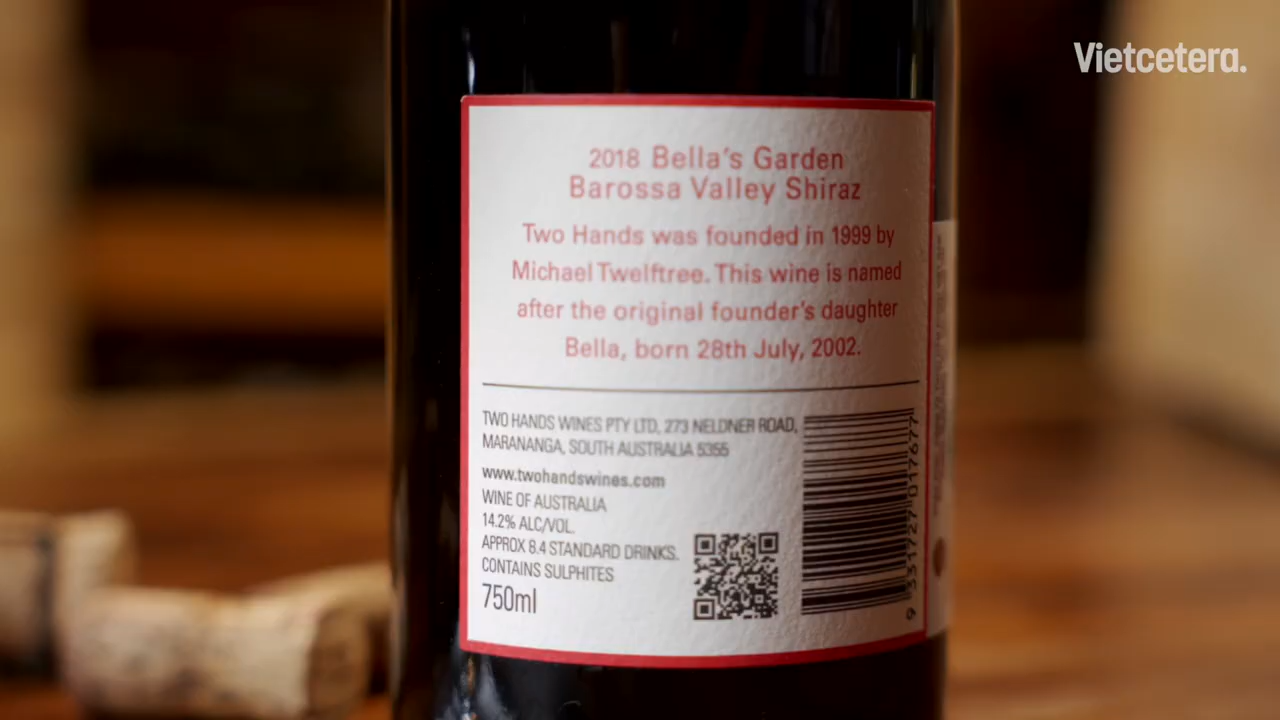 Vietcetera.
2018 Bella's Garden
Barossa Valley Shiraz
Two Hands was founded in 1999 by
Michael Twelftree. This wine is named
after the original founder's daughter
Bella, born 28th July, 2002.
TWO HANDS WINES PTY LTD, 273 NELDNER ROAD,
MARANANGA, SOUTH AUSTRALIA 5355
www.twohandswines.com
WINE OF AUSTRALIA
14.2% ALC/VOL.
APPROX 8.4 STANDARD DRINKS.
CONTAINS SULPHITES
750ml
9 331727 017677